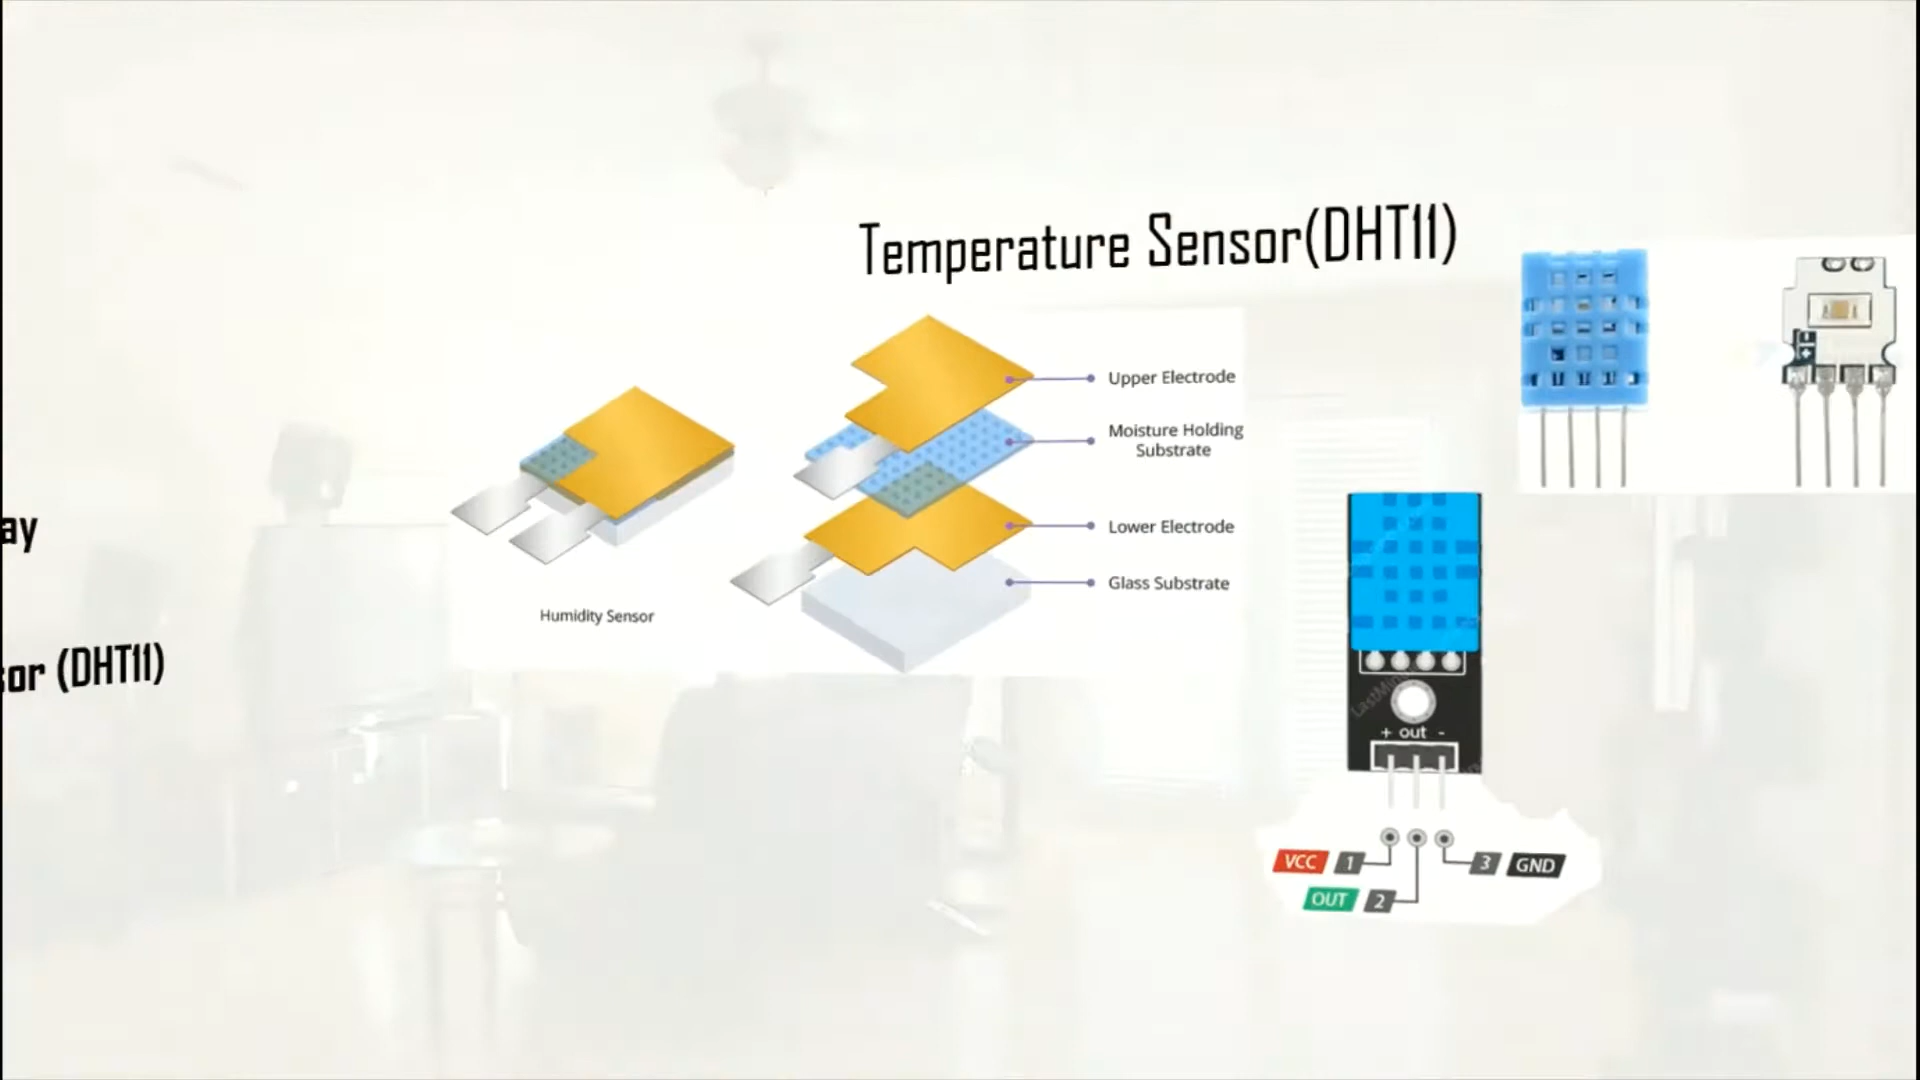 Temperature Sensor(DHT11)
Upper Electrode
Moisture Holding
Substrate
Lower Electrode
Glass Substrate
Humidity Sensor
ay
sor (DHT11)
+ out -
VCC 1
3 GND
OUT 2